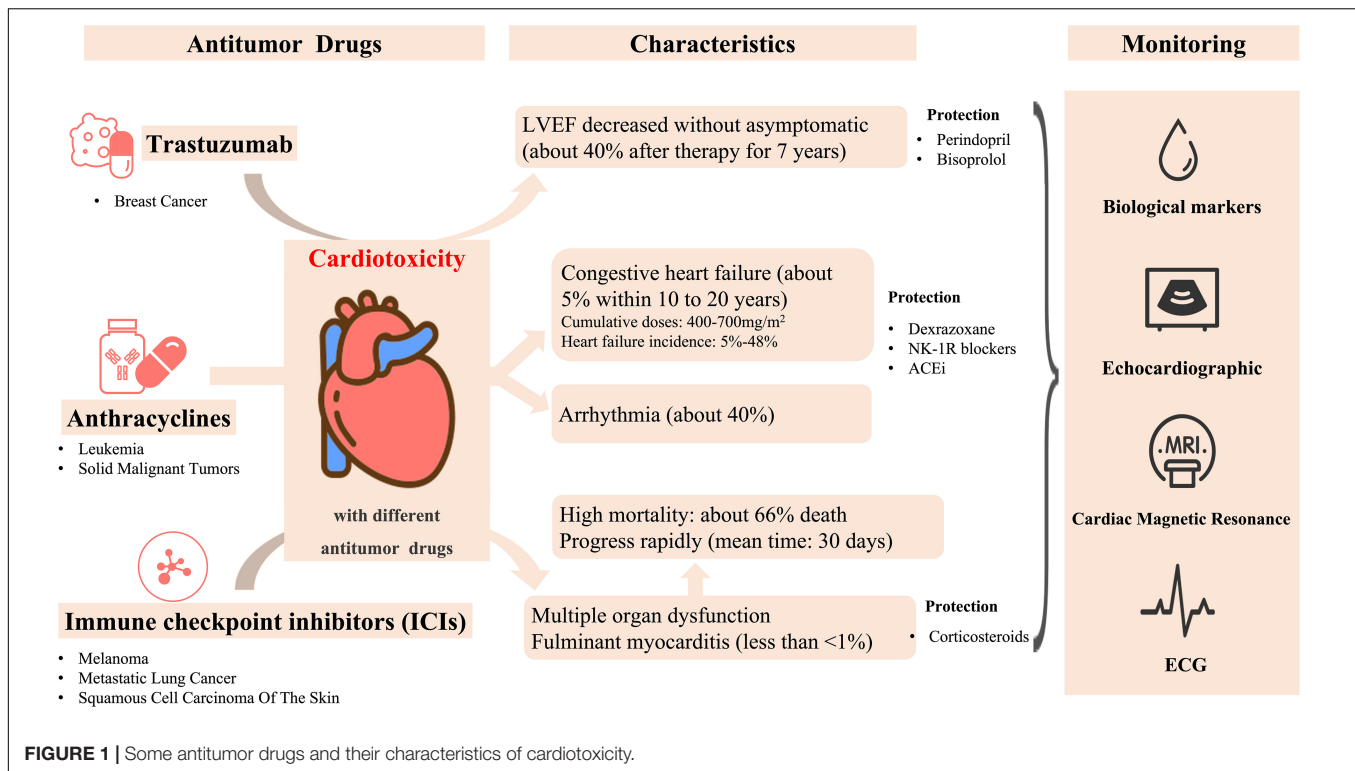 Antitumor Drugs
Characteristics
Monitoring
Trastuzumab
• Breast Cancer
LVEF decreased without asymptomatic
(about 40% after therapy for 7 years)
Protection
• Perindopril
• Bisoprolol
Cardiotoxicity
with different
antitumor drugs
Anthracyclines
• Leukemia
• Solid Malignant Tumors
Congestive heart failure (about
5% within 10 to 20 years)
Cumulative doses: 400-700mg/m²
Heart failure incidence: 5%-48%
Arrhythmia (about 40%)
Protection
• Dexrazoxane
• NK-1R blockers
• ACEi
Immune checkpoint inhibitors (ICIs)
• Melanoma
• Metastatic Lung Cancer
• Squamous Cell Carcinoma Of The Skin
High mortality: about 66% death
Progress rapidly (mean time: 30 days)
Multiple organ dysfunction
Fulminant myocarditis (less than <1%)
Protection
• Corticosteroids
Biological markers
Echocardiographic
.MRI.
Cardiac Magnetic Resonance
ECG
FIGURE 1 | Some antitumor drugs and their characteristics of cardiotoxicity.